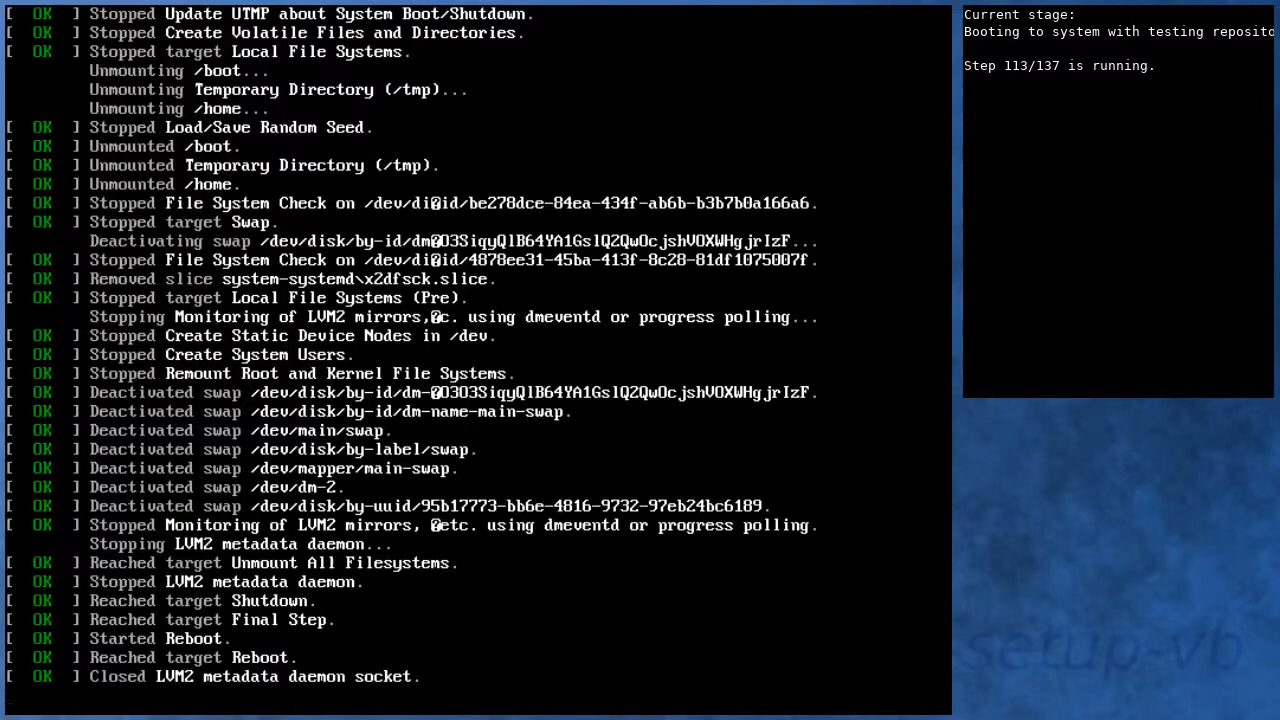 [  OK  ] Stopped Update UTMP about System Boot/Shutdown.
[  OK  ] Stopped Create Volatile Files and Directories.
[  OK  ] Stopped target Local File Systems.
Unmounting /boot...
Unmounting Temporary Directory (/tmp)...
Unmounting /home...
[  OK  ] Stopped Load/Save Random Seed.
[  OK  ] Unmounted /boot.
[  OK  ] Unmounted Temporary Directory (/tmp).
[  OK  ] Unmounted /home.
[  OK  ] Stopped File System Check on /dev/di�id/be278dce-84ea-434f-ab6b-b3b7b0a166a6.
[  OK  ] Stopped target Swap.
Deactivating swap /dev/disk/by-id/dm�O3SiqyQlB64YA1GslQ2QwOcjshVOXWHgjrIzF...
[  OK  ] Stopped File System Check on /dev/di�id/4878ee31-45ba-413f-8c28-81df1075007f.
[  OK  ] Removed slice system-systemd\x2dfsck.slice.
[  OK  ] Stopped target Local File Systems (Pre).
Stopping Monitoring of LVM2 mirrors,�c. using dmeventd or progress polling...
[  OK  ] Stopped Create Static Device Nodes in /dev.
[  OK  ] Stopped Create System Users.
[  OK  ] Stopped Remount Root and Kernel File Systems.
[  OK  ] Deactivated swap /dev/disk/by-id/dm-�O3O3SiqyQlB64YA1GslQ2QwOcjshVOXWHgjrIzF.
[  OK  ] Deactivated swap /dev/disk/by-id/dm-name-main-swap.
[  OK  ] Deactivated swap /dev/main/swap.
[  OK  ] Deactivated swap /dev/disk/by-label/swap.
[  OK  ] Deactivated swap /dev/mapper/main-swap.
[  OK  ] Deactivated swap /dev/dm-2.
[  OK  ] Deactivated swap /dev/disk/by-uuid/95b17773-bb6e-4816-9732-97eb24bc6189.
[  OK  ] Stopped Monitoring of LVM2 mirrors, �etc. using dmeventd or progress polling.
Stopping LVM2 metadata daemon...
[  OK  ] Reached target Unmount All Filesystems.
[  OK  ] Stopped LVM2 metadata daemon.
[  OK  ] Reached target Shutdown.
[  OK  ] Reached target Final Step.
[  OK  ] Started Reboot.
[  OK  ] Reached target Reboot.
[  OK  ] Closed LVM2 metadata daemon socket.
Current stage:
Booting to system with testing reposito
Step 113/137 is running.
setup-vb